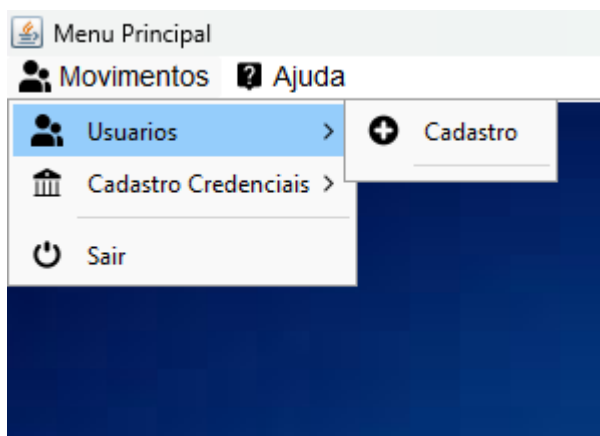 Menu Principal
Movimentos Ajuda
Usuarios > Cadastro
Cadastro Credenciais >
Sair